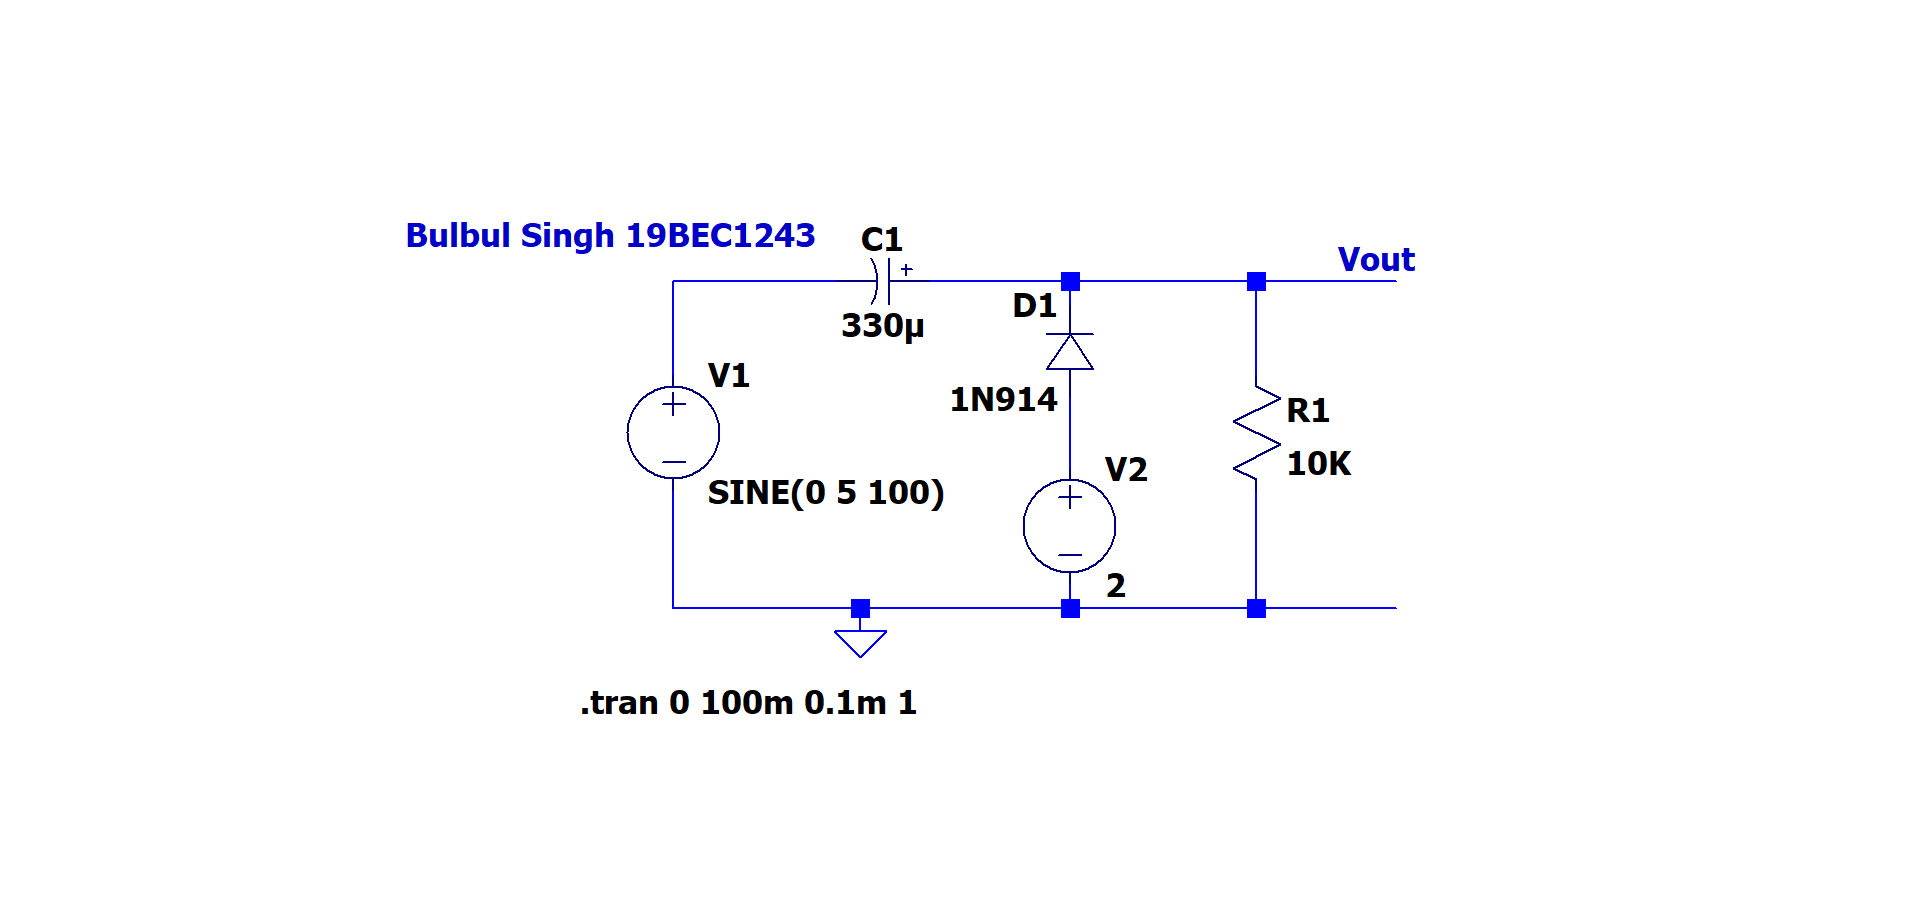 Bulbul Singh 19BEC1243
C1
+
330µ
Vout
D1
1N914
V1
SINE(0 5 100)
V2
2
R1
10K
.tran 0 100m 0.1m 1